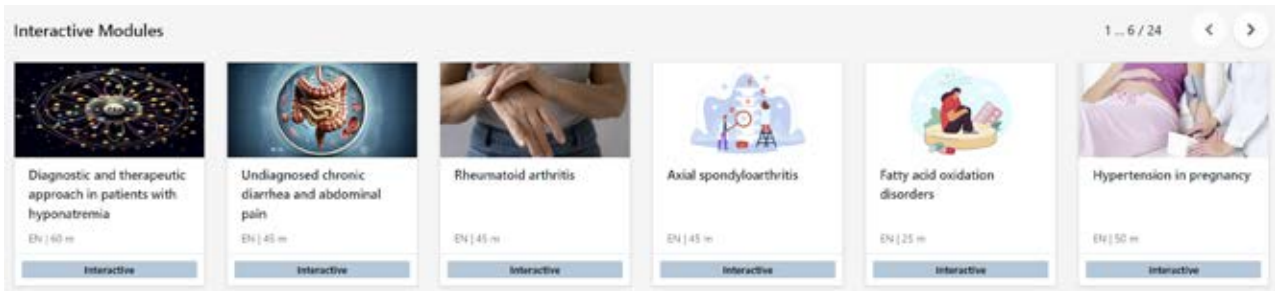 Interactive Modules
1 ... 6 / 24
Diagnostic and therapeutic
approach in patients with
hyponatremia
EN | 60 m
Interactive
Undiagnosed chronic
diarrhea and abdominal
pain
EN | 45 m
Interactive
Rheumatoid arthritis
EN | 45 m
Interactive
Axial spondyloarthritis
EN | 45 m
Interactive
Fatty acid oxidation
disorders
EN | 25 m
Interactive
Hypertension in pregnancy
EN | 50 m
Interactive